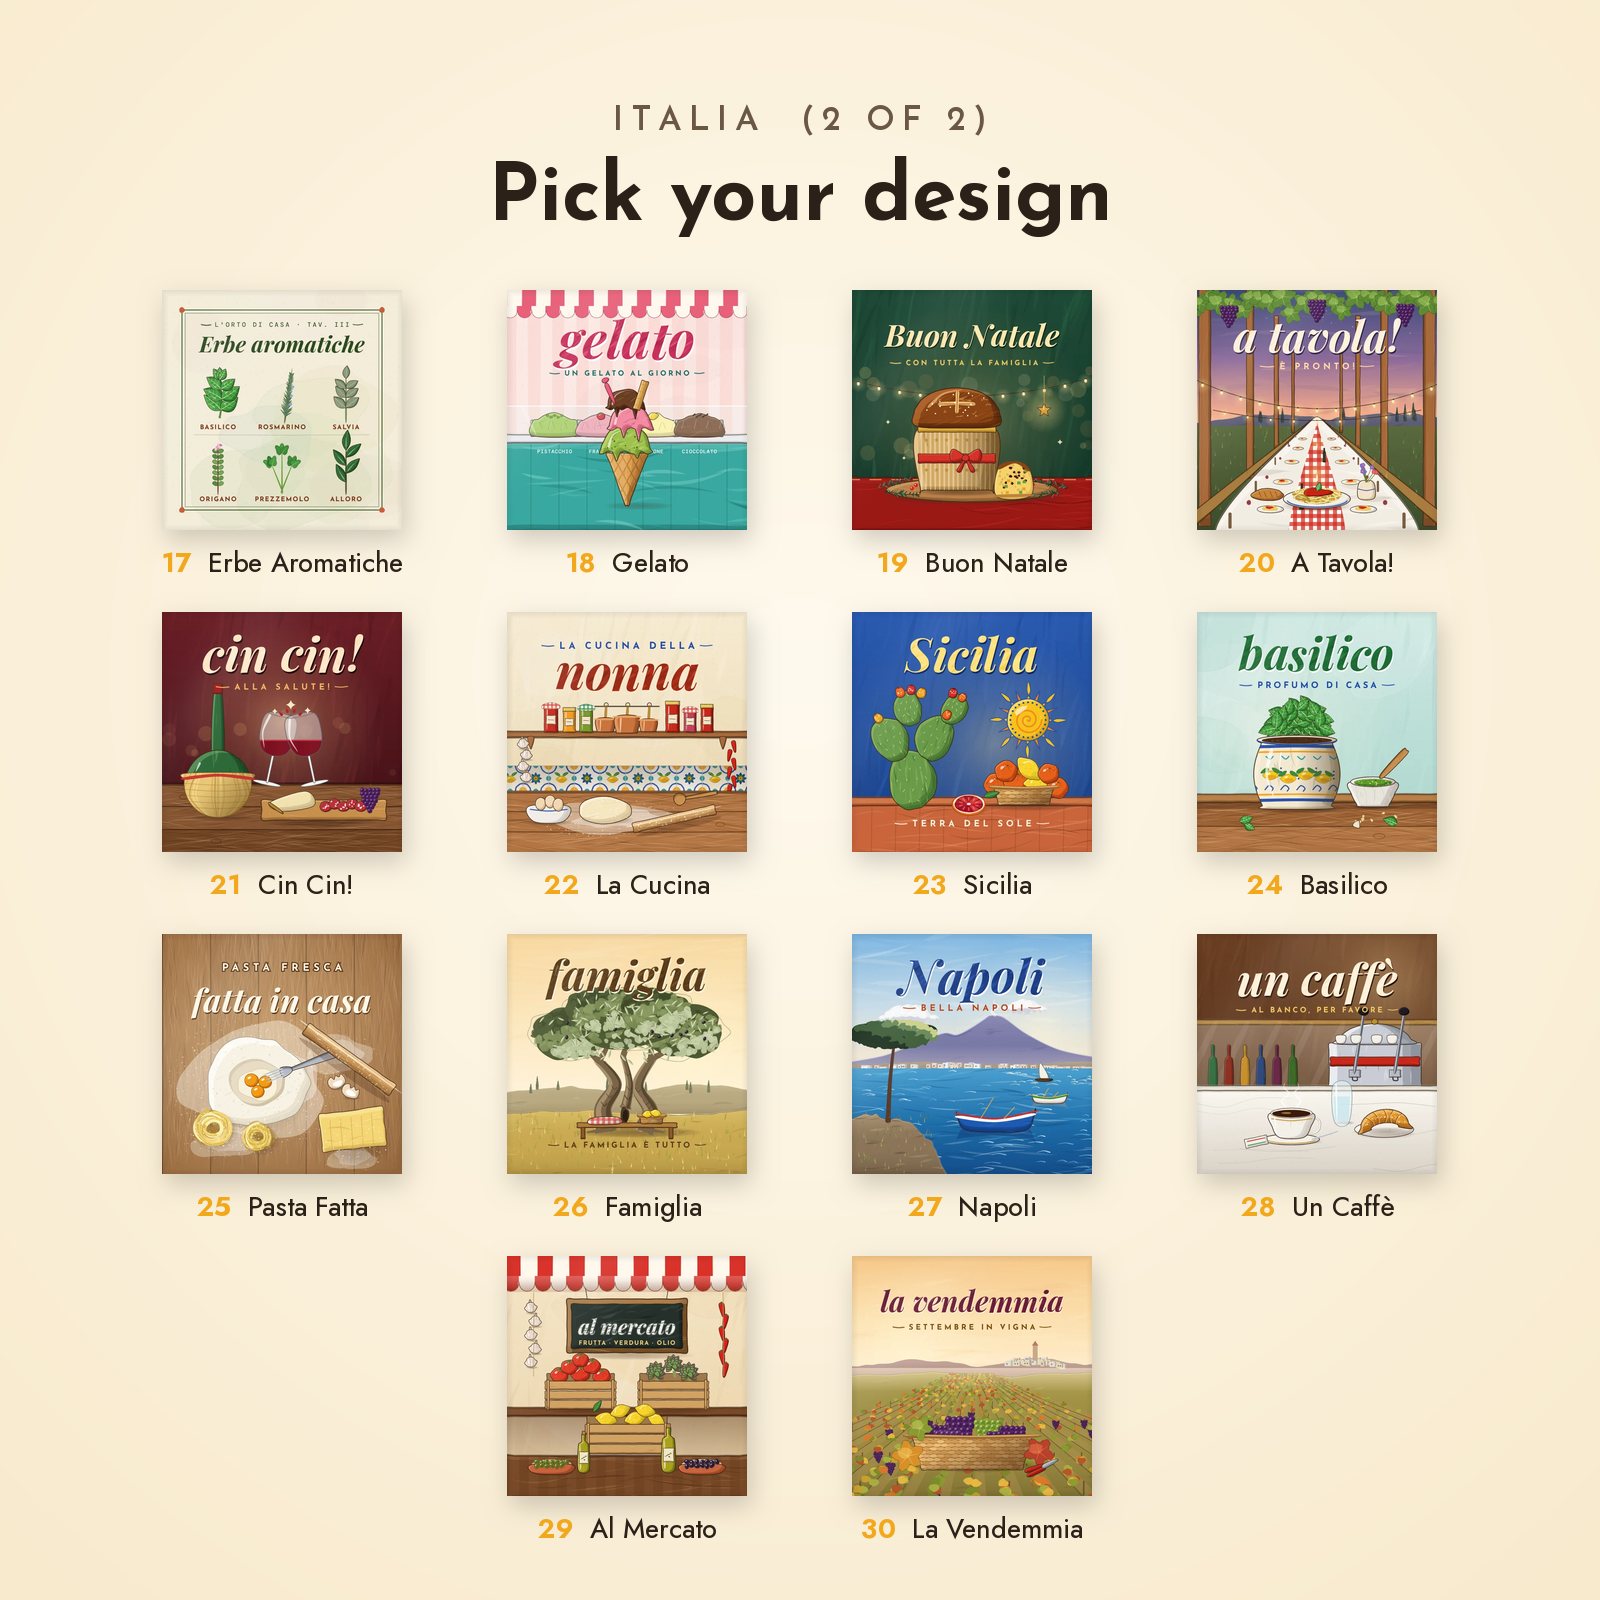 ITALIA (2 OF 2)
Pick your design
L'ORTO DI CASA · TAV. III
Erbe aromatiche
BASILICO ROSMARINO SALVIA
ORIGANO PREZZEMOLO ALLORO
17 Erbe Aromatiche
gelato
UN GELATO AL GIORNO
PISTACCHIO FRA ONE CIOCCOLATO
18 Gelato
Buon Natale
CON TUTTA LA FAMIGLIA
19 Buon Natale
a tavola!
È PRONTO!
20 A Tavola!
cin cin!
ALLA SALUTE!
21 Cin Cin!
LA CUCINA DELLA
nonna
22 La Cucina
Sicilia
TERRA DEL SOLE
23 Sicilia
basilico
PROFUMO DI CASA
24 Basilico
PASTA FRESCA
fatta in casa
25 Pasta Fatta
famiglia
LA FAMIGLIA È TUTTO
26 Famiglia
Napoli
BELLA NAPOLI
27 Napoli
un caffè
AL BANCO, PER FAVORE
28 Un Caffè
al mercato
FRUTTA · VERDURA · OLIO
29 Al Mercato
la vendemmia
SETTEMBRE IN VIGNA
30 La Vendemmia